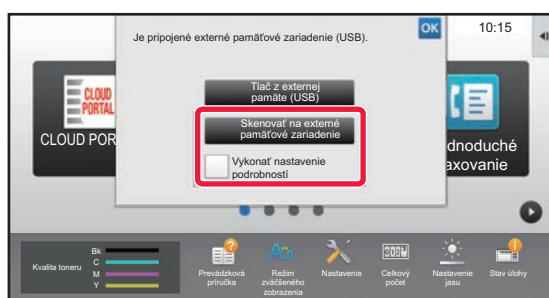 Je pripojené externé pamäťové zariadenie (USB).
OK
10:15
Tlač z externej
pamäte (USB)
Skenovať na externé
pamäťové zariadenie
Vykonať nastavenie
podrobností
CLOUD
PORTAL
CLOUD POR
dnoduché
axovanie
Kvalita toneru
Bk
C
M
Y
Prevádzková
príručka
Režim
zväčšeného
zobrazenia
Nastavenie
Celkový
počet
Nastavenie
jasu
Stav úlohy